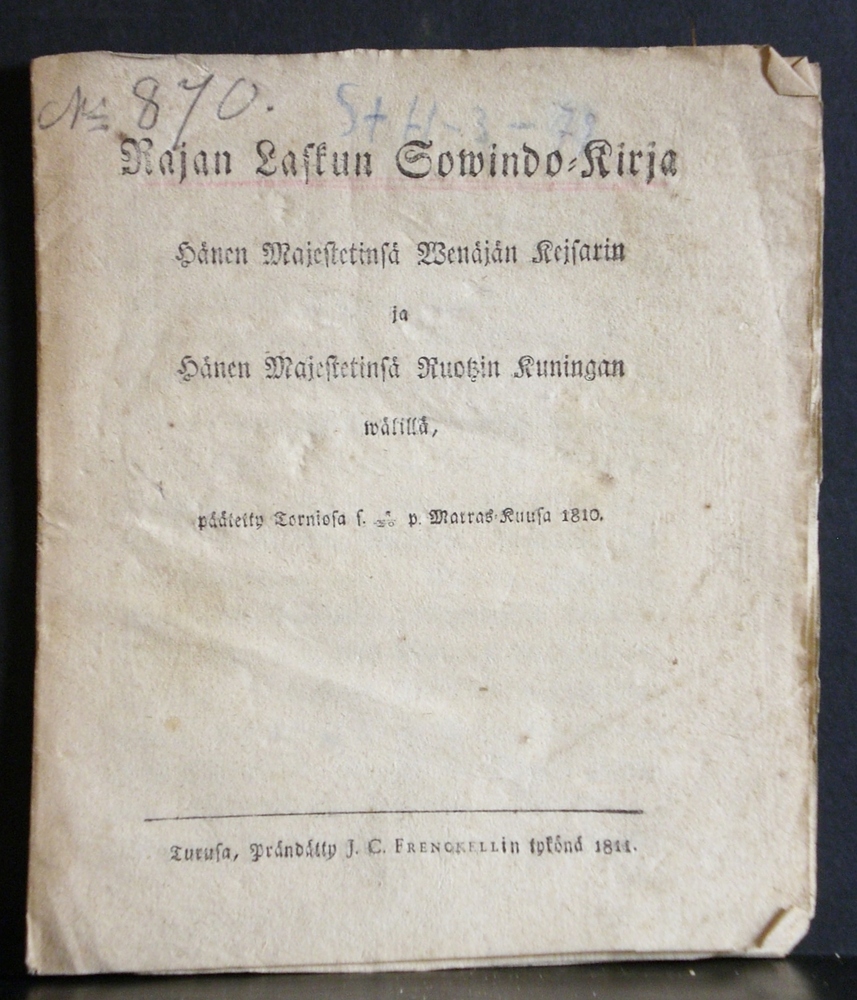 № 870.
Rajan Laskun Sowindo-Kirja
Hänen Majestetinsä Wenäjän Keisarin
ja
Hänen Majestetinsä Ruotzin Kuningan
wälillä,
päätetty Torniosa s. p. Marras-Kuusa 1810.
Turusa, Prändätty J. C. FRENCKELLin tykönä 1811.